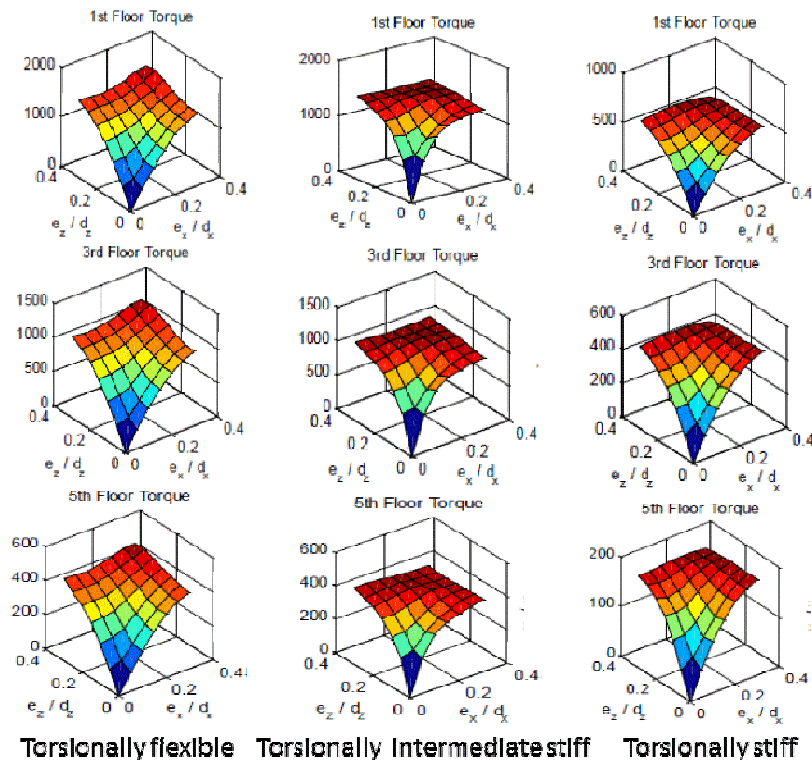 1st Floor Torque 1st Floor Torque 1st Floor Torque
2000 2000 1000
1000 1000 500
0 0 0
0.4 0.4 0.4 0.4 0.4 0.4
0.2 0.2 0.2 0.2 0.2 0.2
0 0 0 0 0 0
e_z / d_z e_x / d_x e_z / d_z e_x / d_x e_z / d_z e_x / d_x
3rd Floor Torque 3rd Floor Torque 3rd Floor Torque
1500 1500 600
1000 1000 400
500 500 200
0 0 0
0.4 0.4 0.4 0.4 0.4 0.4
0.2 0.2 0.2 0.2 0.2 0.2
0 0 0 0 0 0
e_z / d_z e_x / d_x e_z / d_z e_x / d_x e_z / d_z e_x / d_x
5th Floor Torque 5th Floor Torque 5th Floor Torque
600 600 200
400 400 100
200 200
0 0 0
0.4 0.4 0.4 0.4 0.4 0.4
0.2 0.2 0.2 0.2 0.2 0.2
0 0 0 0 0 0
e_z / d_z e_x / d_x e_z / d_z e_x / d_x e_z / d_z e_x / d_x
Torsionally flexible Torsionally Intermediate stiff Torsionally stiff